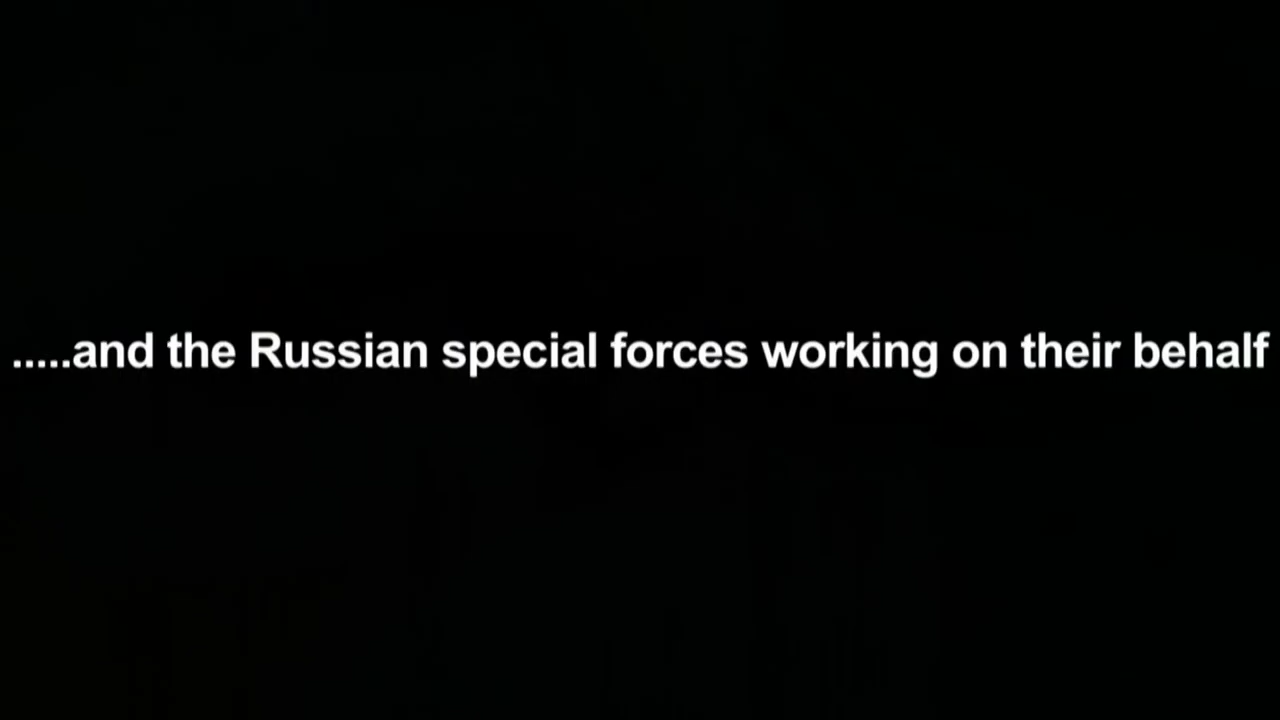 .....and the Russian special forces working on their behalf